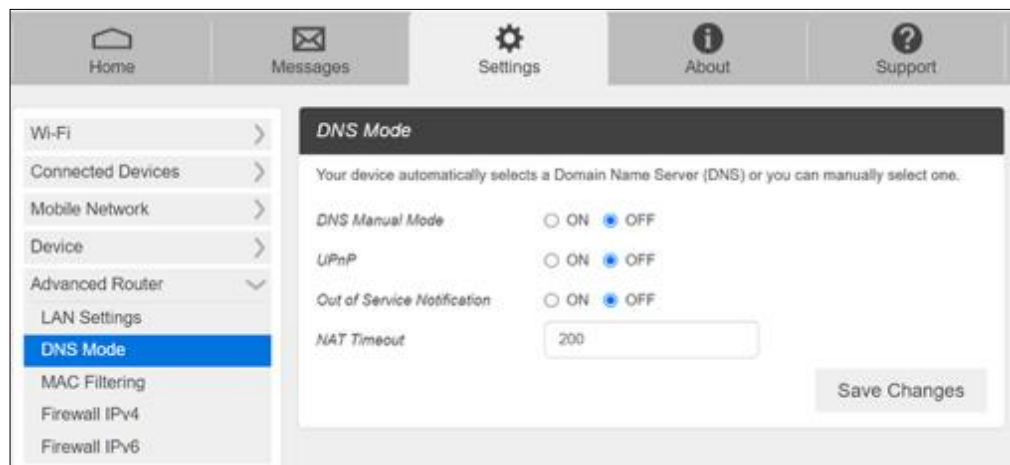 Home
Messages
Settings
About
Support
Wi-Fi
Connected Devices
Mobile Network
Device
Advanced Router
LAN Settings
DNS Mode
MAC Filtering
Firewall IPv4
Firewall IPv6
DNS Mode
Your device automatically selects a Domain Name Server (DNS) or you can manually select one.
DNS Manual Mode ON OFF
UPnP ON OFF
Out of Service Notification ON OFF
NAT Timeout 200
Save Changes